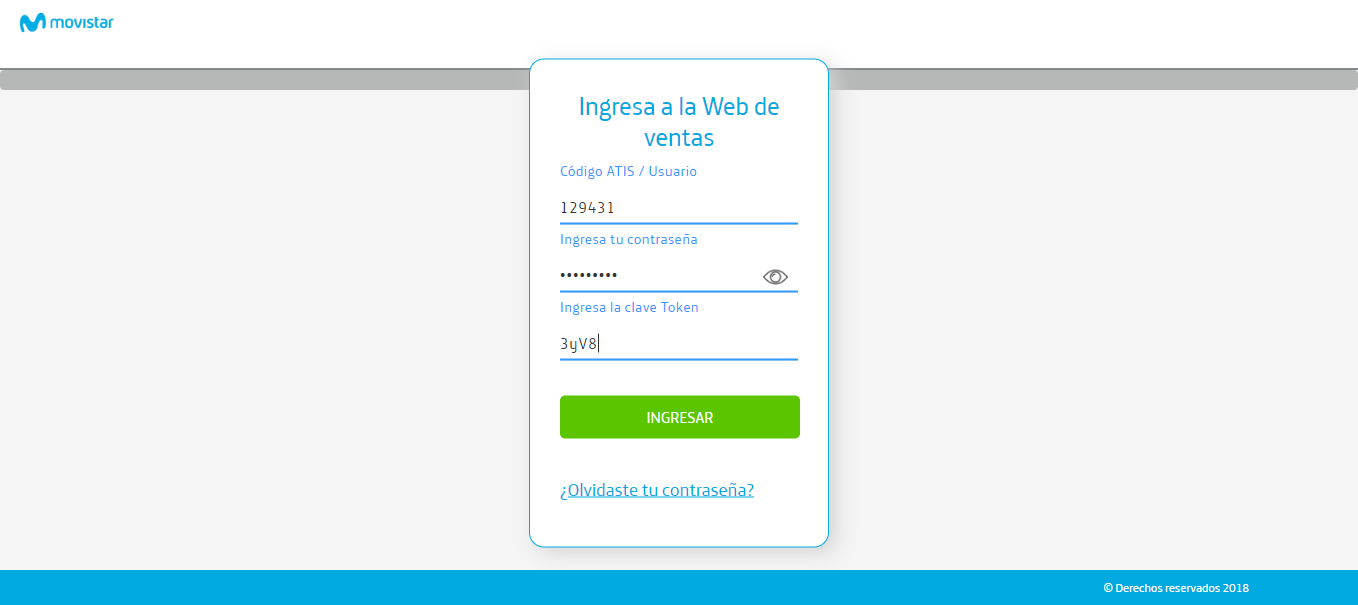 movistar
Ingresa a la Web de
ventas
Código ATIS / Usuario
129431
Ingresa tu contraseña
•••••••••
Ingresa la clave Token
3yV8
INGRESAR
¿Olvidaste tu contraseña?
© Derechos reservados 2018